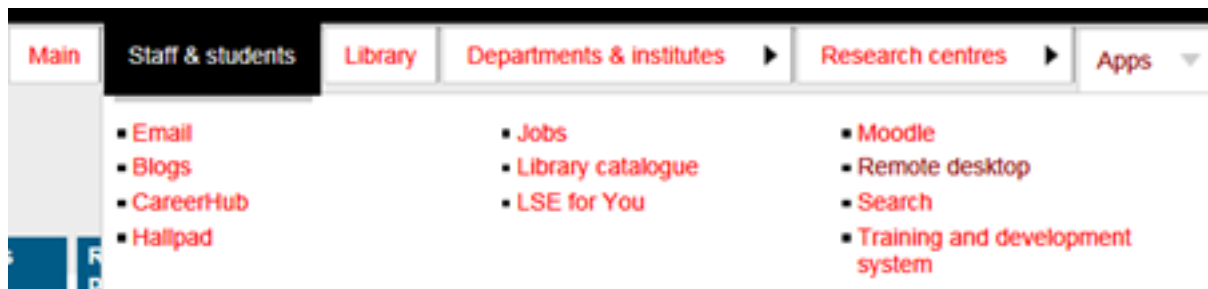 Main Staff & students Library Departments & institutes Research centres Apps
Email
Blogs
CareerHub
Hallpad
Jobs
Library catalogue
LSE for You
Moodle
Remote desktop
Search
Training and development
system